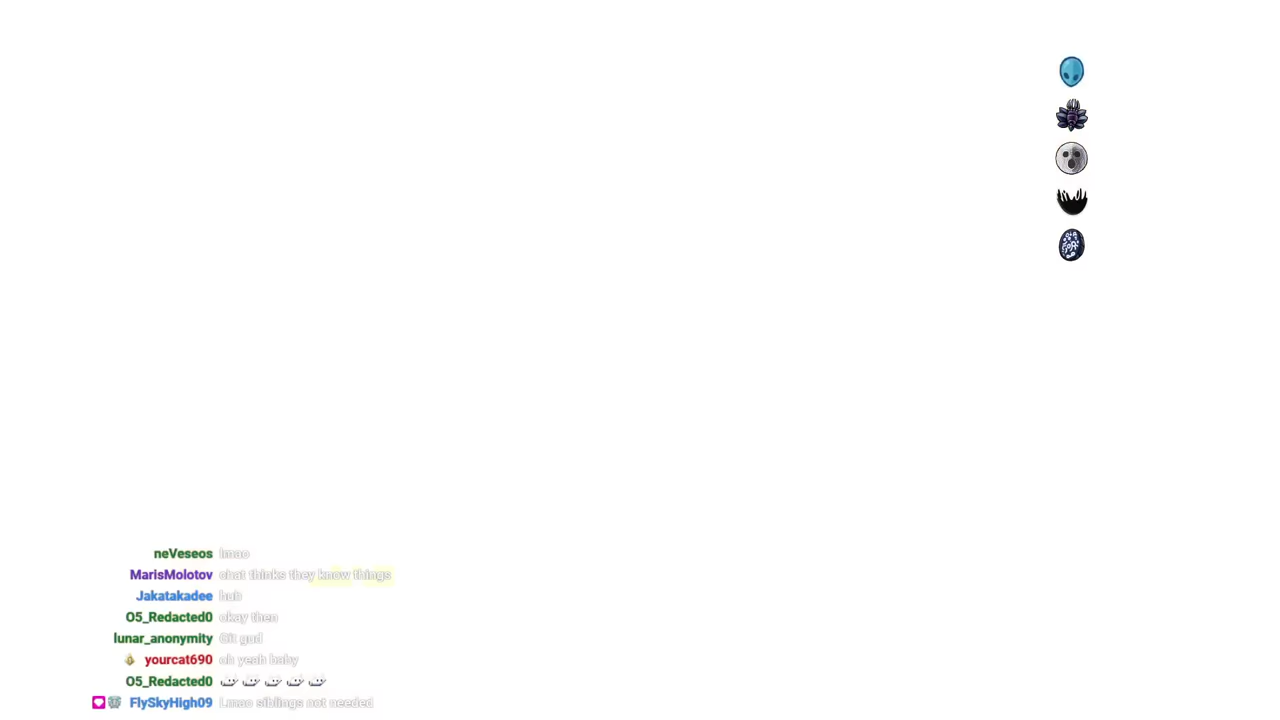 neVeseos lmao
MarisMolotov chat thinks they know things
Jakatakadee huh
O5_Redacted0 okay then
lunar_anonymity Git gud
yourcat690 oh yeah baby
O5_Redacted0
FlySkyHigh09 Lmao siblings not needed